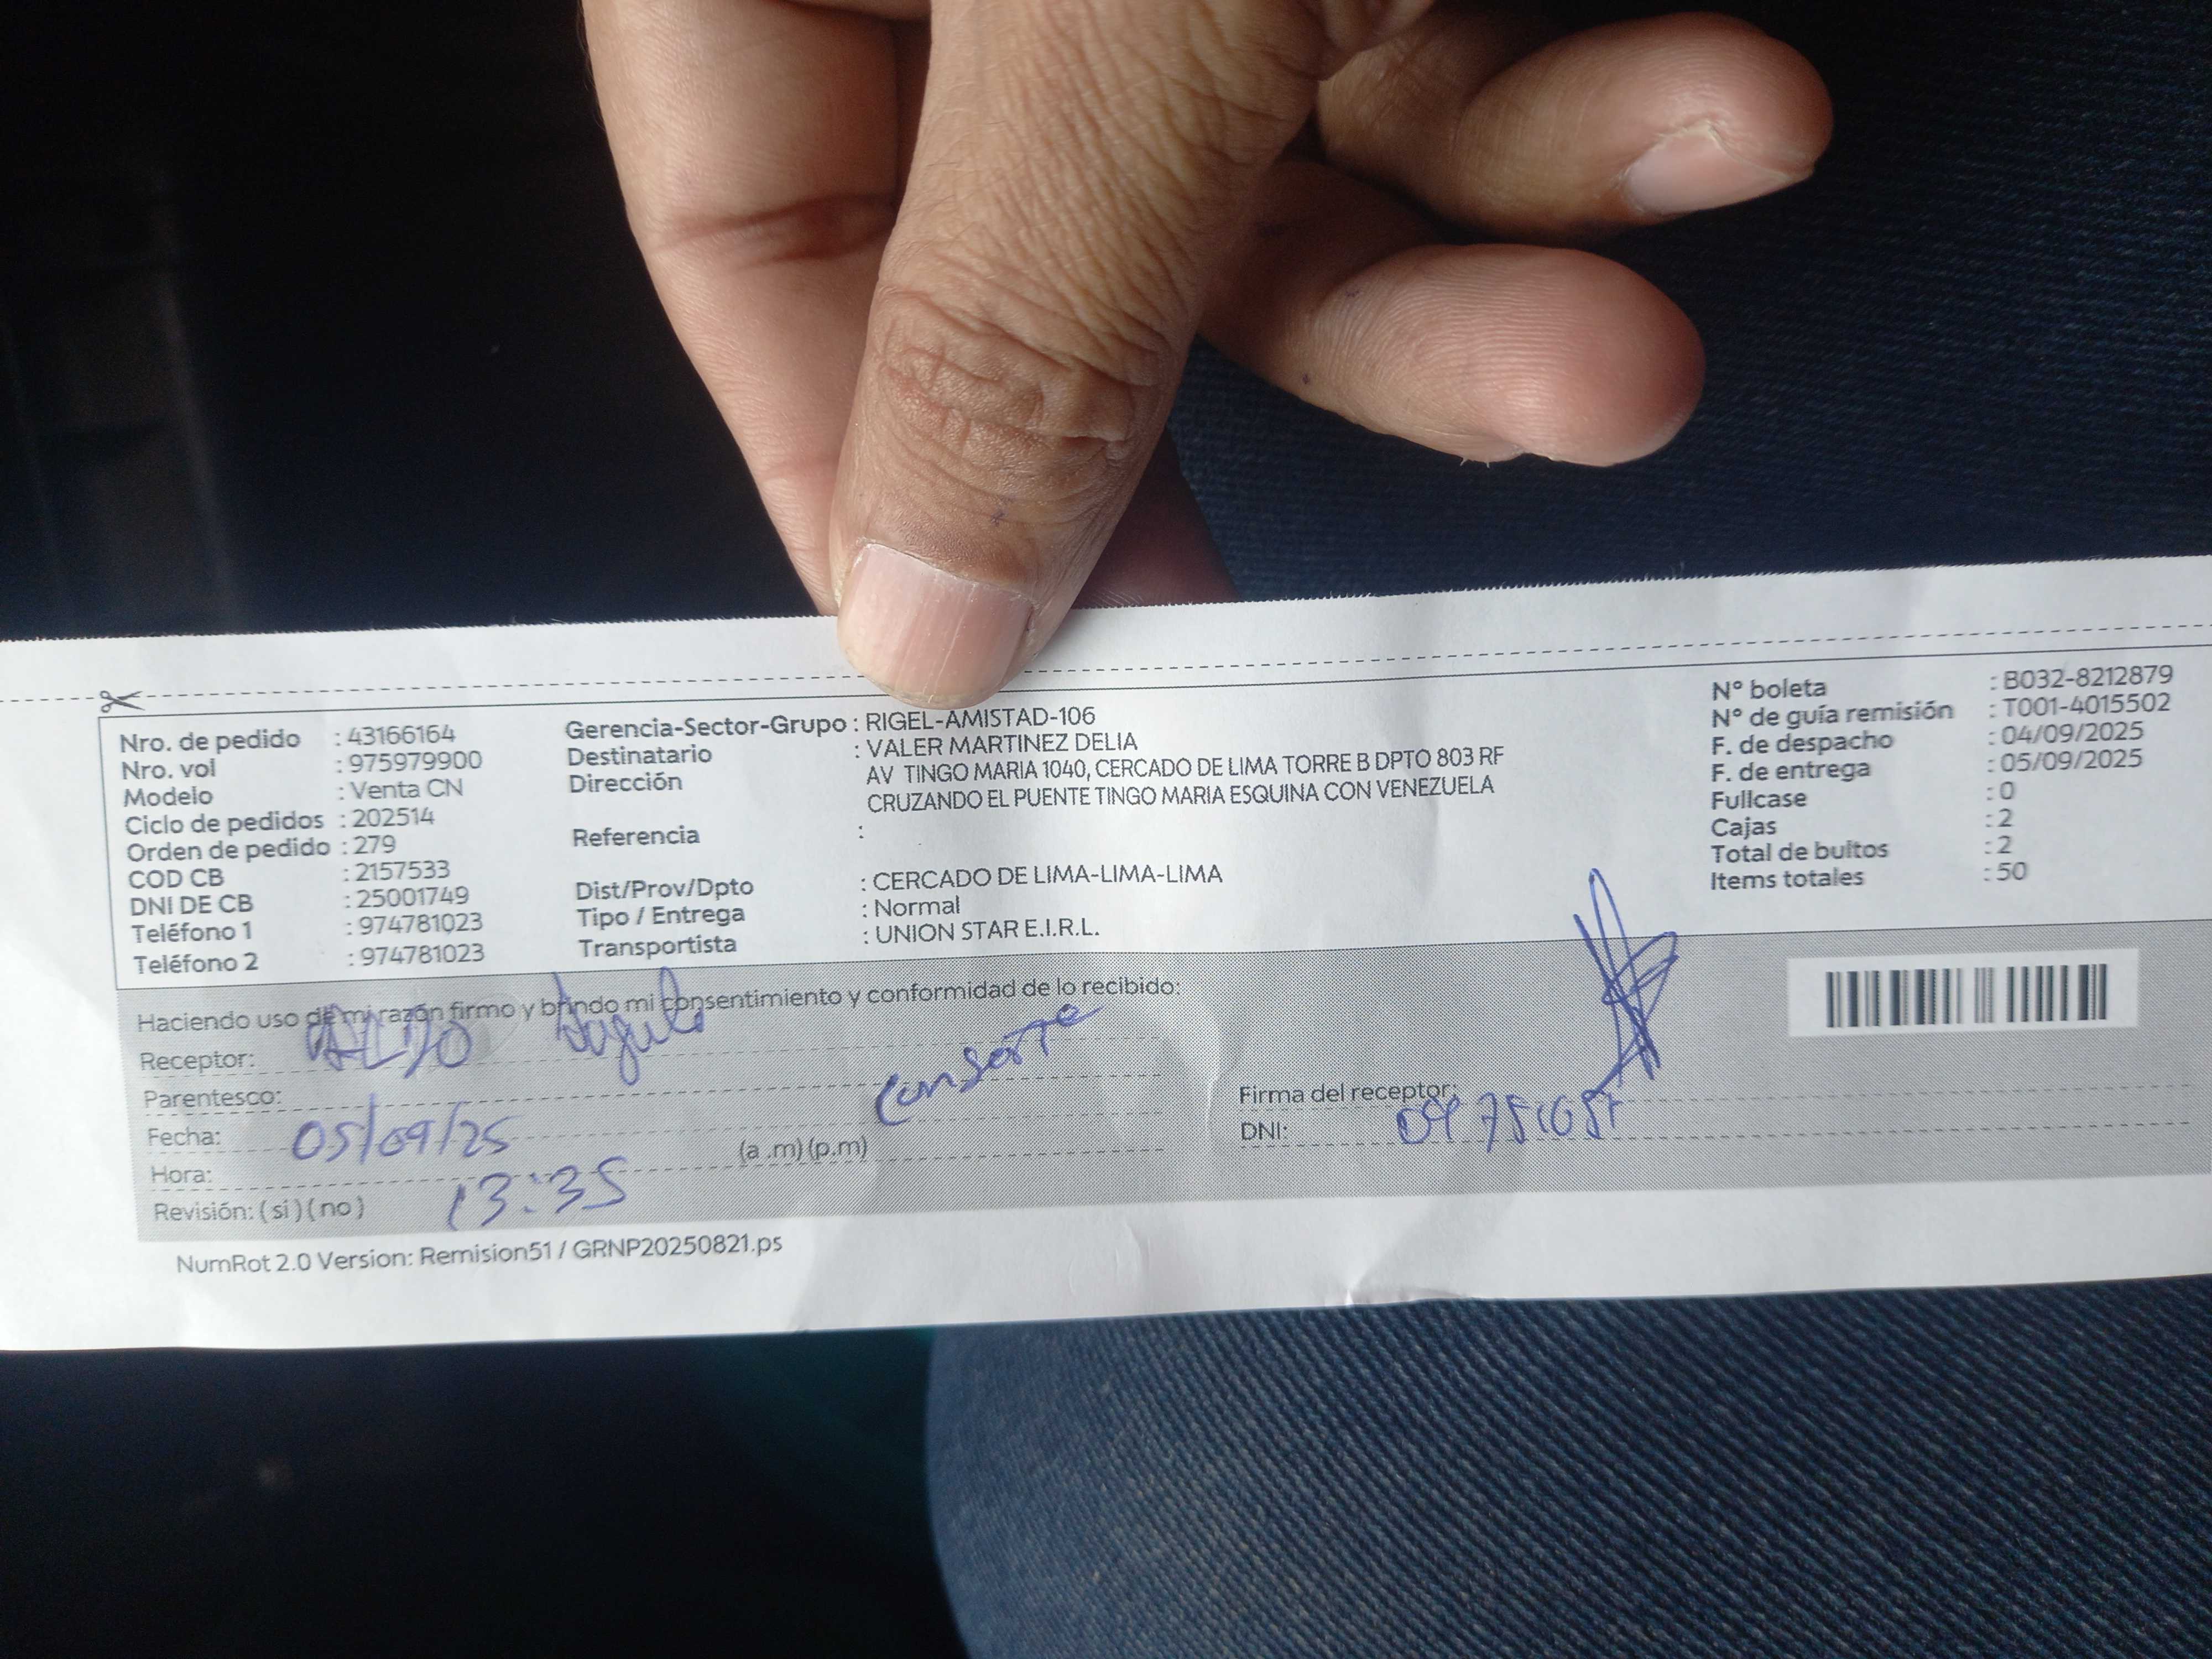 Nro. de pedido : 43166164
Nro. vol : 975979900
Modelo : Venta CN
Ciclo de pedidos : 202514
Orden de pedido : 279
COD CB : 2157533
DNI DE CB : 25001749
Teléfono 1 : 974781023
Teléfono 2 : 974781023
Gerencia-Sector-Grupo : RIGEL-AMISTAD-106
Destinatario : VALER MARTINEZ DELIA
Dirección AV TINGO MARIA 1040, CERCADO DE LIMA TORRE B DPTO 803 RF
CRUZANDO EL PUENTE TINGO MARIA ESQUINA CON VENEZUELA
Referencia :
Dist/Prov/Dpto : CERCADO DE LIMA-LIMA-LIMA
Tipo / Entrega : Normal
Transportista : UNION STAR E.I.R.L.
N° boleta : B032-8212879
N° de guía remisión : T001-4015502
F. de despacho : 04/09/2025
F. de entrega : 05/09/2025
Fullcase : 0
Cajas : 2
Total de bultos : 2
Items totales : 50
Haciendo uso de mi razón firmo y brindo mi consentimiento y conformidad de lo recibido:
Receptor: ALDO Angulo
Parentesco: Consorte
Fecha: 05/09/25
Hora: 13:35 (a .m) (p.m)
Revisión: ( si ) ( no )
Firma del receptor:
DNI:
NumRot 2.0 Version: Remision51 / GRNP20250821.ps